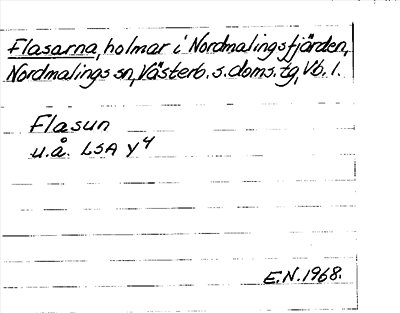 Flasarna, holmar i Nordmalingsfjärden,
Nordmalings sn, Västerb. s. doms. tg, Vb. l.
Flasun
u.å. LSA Y4
E.N. 1968.